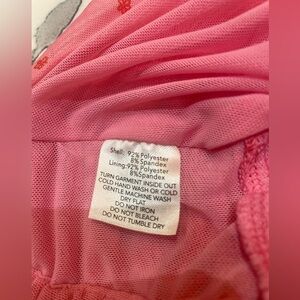 Shell: 92% Polyester
8% Spandex
Lining:92% Polyester
8%Spandex
TURN GARMENT INSIDE OUT
COLD HAND WASH OR COLD
GENTLE MACHINE WASH
DRY FLAT
DO NOT IRON
DO NOT BLEACH
DO NOT TUMBLE DRY